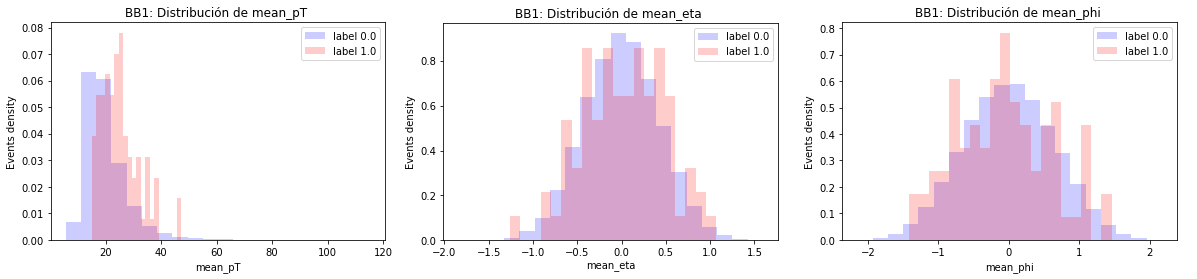 BB1: Distribución de mean_pT
0.08
0.07
0.06
0.05
0.04
0.03
0.02
0.01
0.00
Events density
label 0.0
label 1.0
20 40 60 80 100 120
mean_pT
BB1: Distribución de mean_eta
0.8
0.6
0.4
0.2
0.0
Events density
label 0.0
label 1.0
−2.0 −1.5 −1.0 −0.5 0.0 0.5 1.0 1.5
mean_eta
BB1: Distribución de mean_phi
0.8
0.7
0.6
0.5
0.4
0.3
0.2
0.1
0.0
Events density
label 0.0
label 1.0
−2 −1 0 1 2
mean_phi